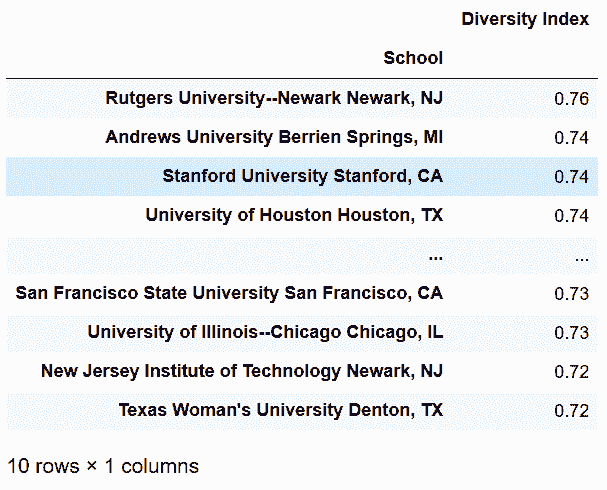 Diversity Index
School
Rutgers University--Newark Newark, NJ 0.76
Andrews University Berrien Springs, MI 0.74
Stanford University Stanford, CA 0.74
University of Houston Houston, TX 0.74
... ...
San Francisco State University San Francisco, CA 0.73
University of Illinois--Chicago Chicago, IL 0.73
New Jersey Institute of Technology Newark, NJ 0.72
Texas Woman's University Denton, TX 0.72
10 rows × 1 columns